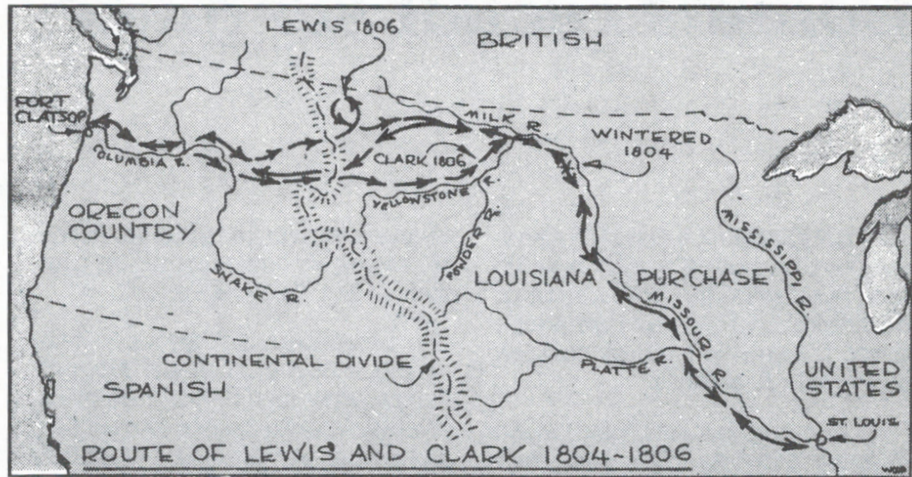 LEWIS 1806
BRITISH
FORT
CLATSOP
MILK R.
WINTERED
1804
COLUMBIA R.
CLARK 1806
YELLOWSTONE R.
OREGON
COUNTRY
SNAKE R.
POWDER R.
LOUISIANA PURCHASE
MISSISSIPPI R.
MISSOURI R.
CONTINENTAL DIVIDE
PLATTE R.
SPANISH
UNITED
STATES
ST. LOUIS
ROUTE OF LEWIS AND CLARK 1804-1806